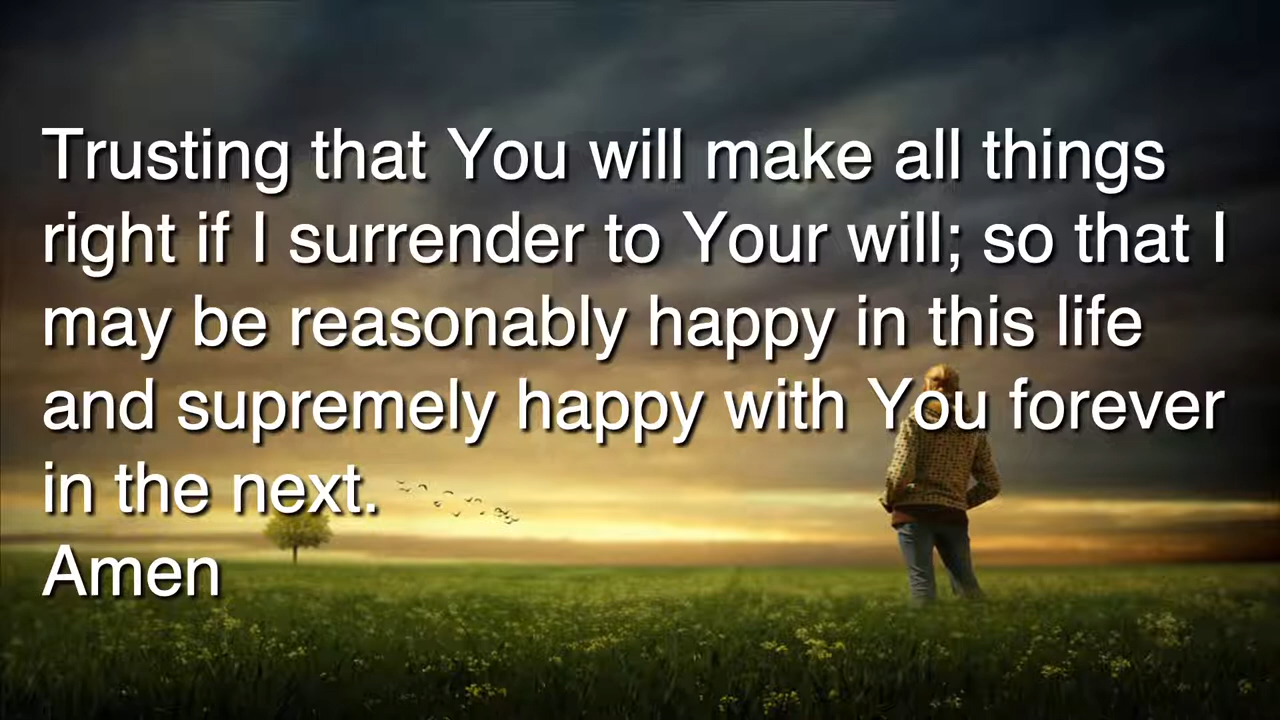 Trusting that You will make all things
right if I surrender to Your will; so that I
may be reasonably happy in this life
and supremely happy with You forever
in the next.
Amen